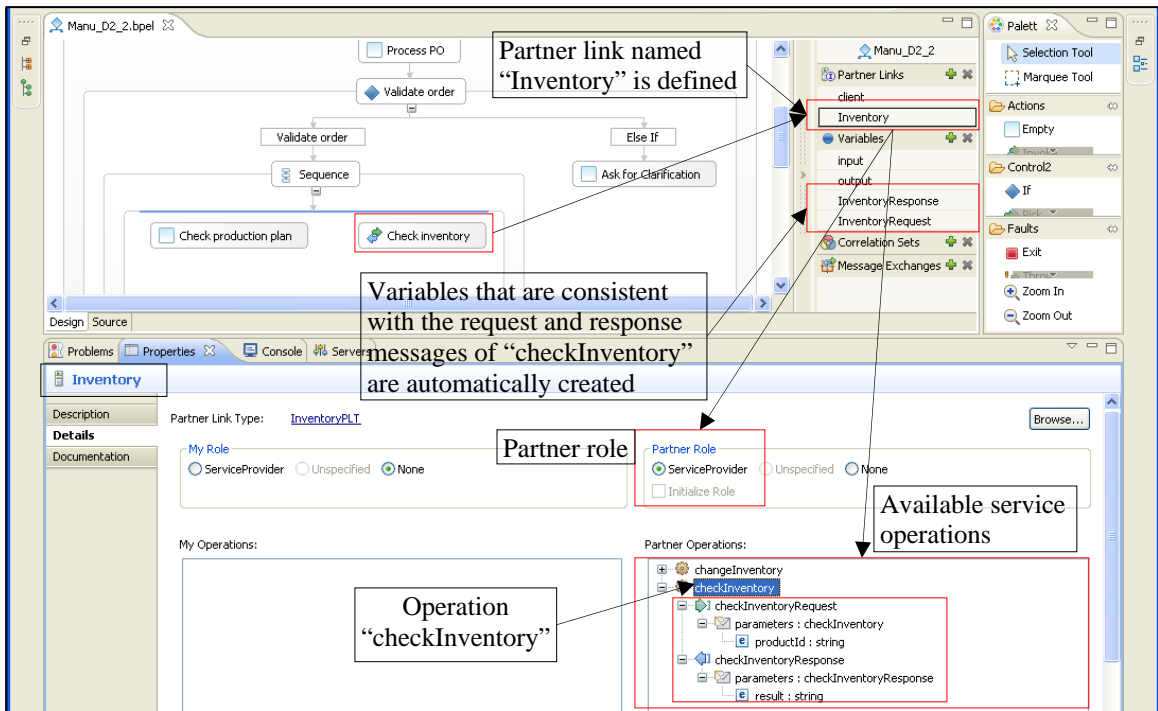 Manu_D2_2.bpel
Process PO
Validate order
Validate order
Else If
Sequence
Ask for Clarification
Check production plan
Check inventory
Design
Source
Partner link named
“Inventory” is defined
Manu_D2_2
Partner Links
client
Inventory
Variables
input
output
InventoryResponse
InventoryRequest
Correlation Sets
Message Exchanges
Palett
Selection Tool
Marquee Tool
Actions
Empty
Control2
If
Faults
Exit
Throw
Zoom In
Zoom Out
Variables that are consistent
with the request and response
messages of “checkInventory”
are automatically created
Problems
Properties
Console
Servers
Inventory
Description
Details
Documentation
Partner Link Type:
InventoryPLT
Browse...
My Role
ServiceProvider
Unspecified
None
Partner role
Partner Role
ServiceProvider
Unspecified
None
Initialize Role
Available service
operations
My Operations:
Partner Operations:
changeInventory
checkInventory
checkInventoryRequest
parameters : checkInventory
productId : string
checkInventoryResponse
parameters : checkInventoryResponse
result : string
Operation
“checkInventory”